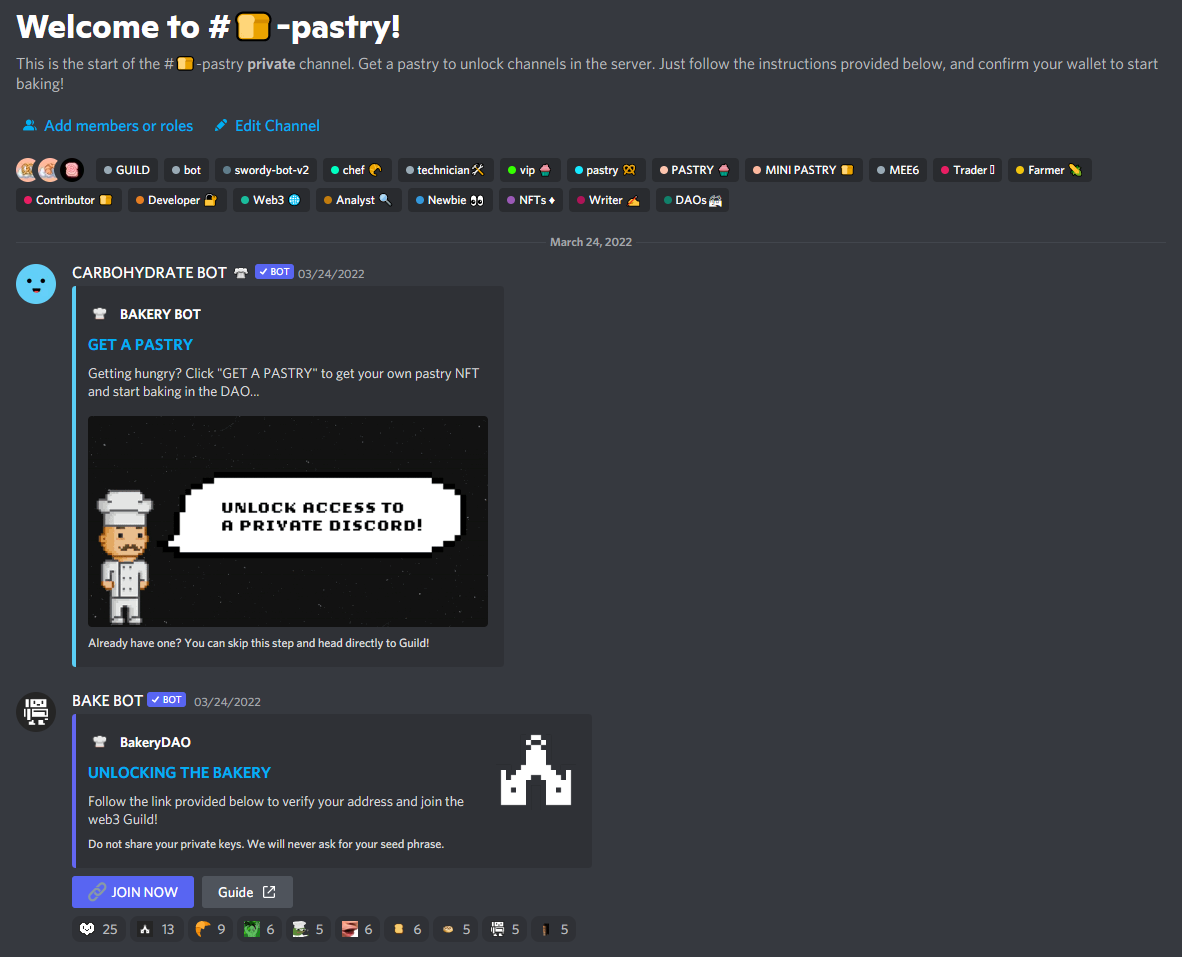 Welcome to #🍞-pastry!
This is the start of the #🍞-pastry private channel. Get a pastry to unlock channels in the server. Just follow the instructions provided below, and confirm your wallet to start
baking!
Add members or roles Edit Channel
GUILD bot swordy-bot-v2 chef 🥐 technician 🛠 vip 🧁 pastry 🥨 PASTRY 🧁 MINI PASTRY 🍞 MEE6 Trader Farmer 🌽
Contributor 🍞 Developer 🔐 Web3 🌐 Analyst 🔍 Newbie 👀 NFTs♦ Writer ✍ DAOs 🗃
March 24, 2022
CARBOHYDRATE BOT ✓ BOT 03/24/2022
BAKERY BOT
GET A PASTRY
Getting hungry? Click "GET A PASTRY" to get your own pastry NFT
and start baking in the DAO...
UNLOCK ACCESS TO
A PRIVATE DISCORD!
Already have one? You can skip this step and head directly to Guild!
BAKE BOT ✓ BOT 03/24/2022
BakeryDAO
UNLOCKING THE BAKERY
Follow the link provided below to verify your address and join the
web3 Guild!
Do not share your private keys. We will never ask for your seed phrase.
🔗 JOIN NOW Guide
25 13 9 6 5 6 6 5 5 5